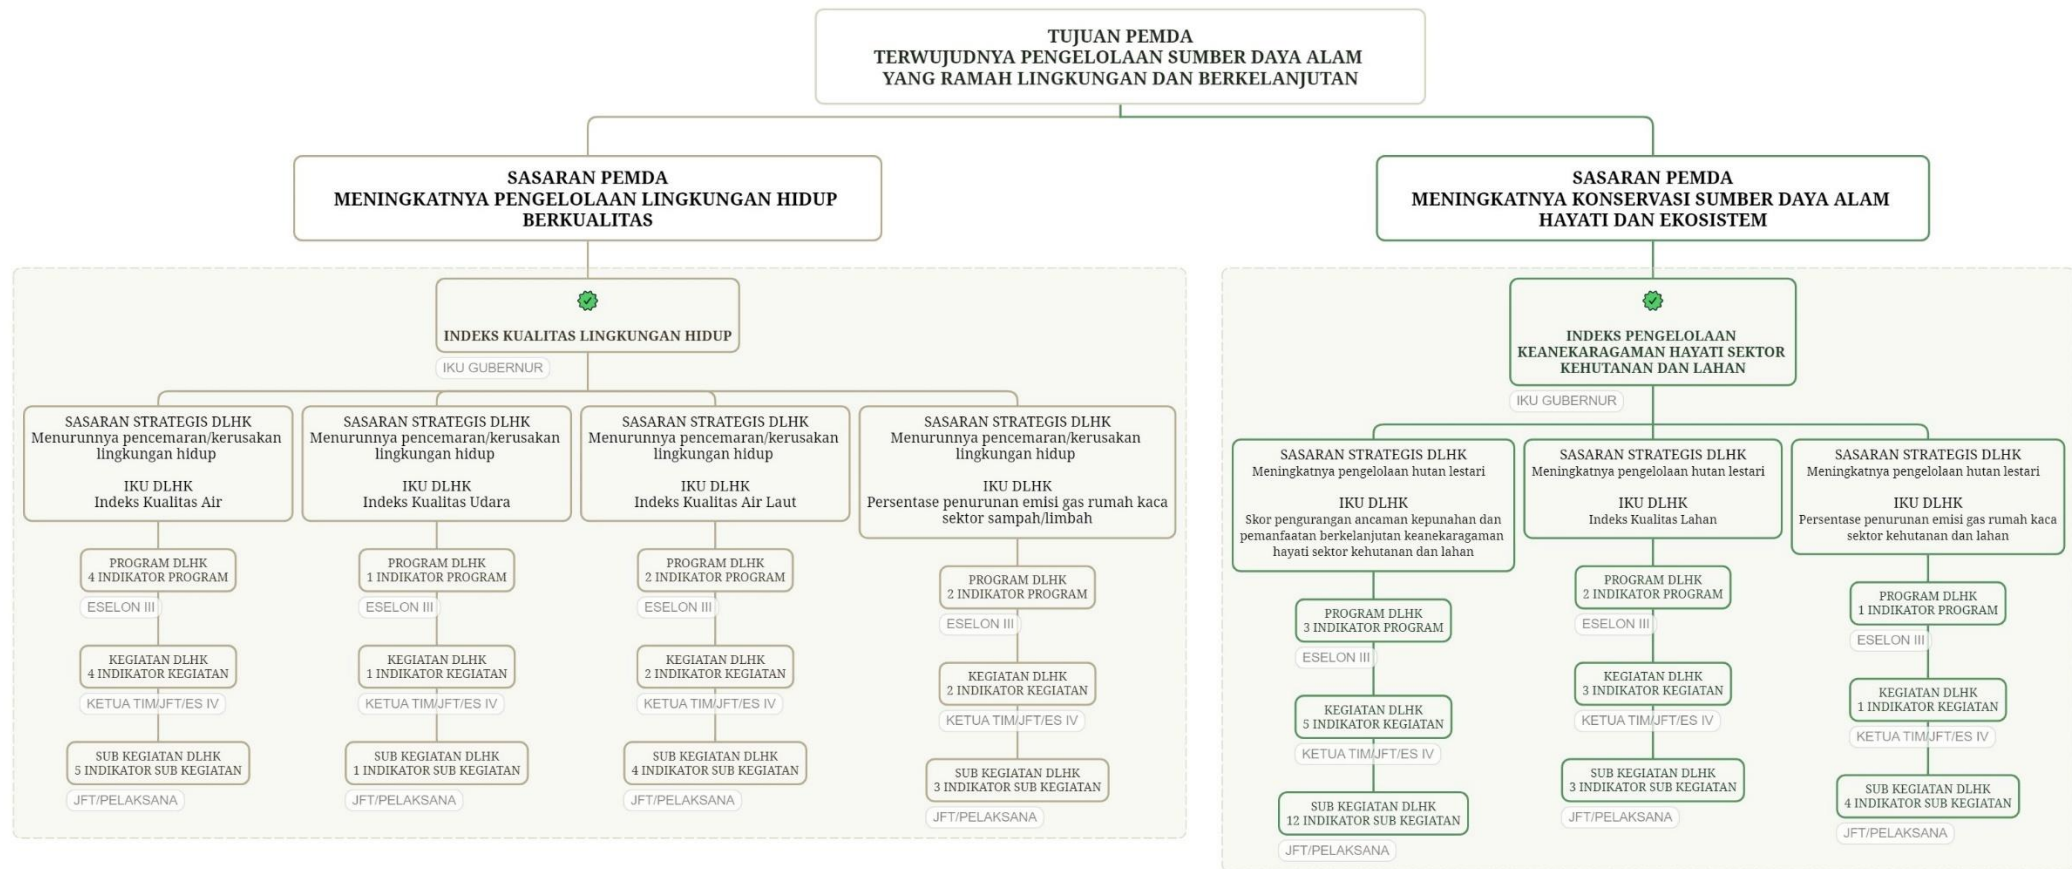 TUJUAN PEMDA
TERWUJUDNYA PENGELOLAAN SUMBER DAYA ALAM
YANG RAMAH LINGKUNGAN DAN BERKELANJUTAN
SASARAN PEMDA
MENINGKATNYA PENGELOLAAN LINGKUNGAN HIDUP
BERKUALITAS
INDEKS KUALITAS LINGKUNGAN HIDUP
IKU GUBERNUR
SASARAN STRATEGIS DLHK
Menurunnya pencemaran/kerusakan
lingkungan hidup
IKU DLHK
Indeks Kualitas Air
PROGRAM DLHK
4 INDIKATOR PROGRAM
ESELON III
KEGIATAN DLHK
4 INDIKATOR KEGIATAN
KETUA TIM/JFT/ES IV
SUB KEGIATAN DLHK
5 INDIKATOR SUB KEGIATAN
JFT/PELAKSANA
SASARAN STRATEGIS DLHK
Menurunnya pencemaran/kerusakan
lingkungan hidup
IKU DLHK
Indeks Kualitas Udara
PROGRAM DLHK
1 INDIKATOR PROGRAM
ESELON III
KEGIATAN DLHK
1 INDIKATOR KEGIATAN
KETUA TIM/JFT/ES IV
SUB KEGIATAN DLHK
1 INDIKATOR SUB KEGIATAN
JFT/PELAKSANA
SASARAN STRATEGIS DLHK
Menurunnya pencemaran/kerusakan
lingkungan hidup
IKU DLHK
Indeks Kualitas Air Laut
PROGRAM DLHK
2 INDIKATOR PROGRAM
ESELON III
KEGIATAN DLHK
2 INDIKATOR KEGIATAN
KETUA TIM/JFT/ES IV
SUB KEGIATAN DLHK
4 INDIKATOR SUB KEGIATAN
JFT/PELAKSANA
SASARAN STRATEGIS DLHK
Menurunnya pencemaran/kerusakan
lingkungan hidup
IKU DLHK
Persentase penurunan emisi gas rumah kaca
sektor sampah/limbah
PROGRAM DLHK
2 INDIKATOR PROGRAM
ESELON III
KEGIATAN DLHK
2 INDIKATOR KEGIATAN
KETUA TIM/JFT/ES IV
SUB KEGIATAN DLHK
3 INDIKATOR SUB KEGIATAN
JFT/PELAKSANA
SASARAN PEMDA
MENINGKATNYA KONSERVASI SUMBER DAYA ALAM
HAYATI DAN EKOSISTEM
INDEKS PENGELOLAAN
KEANEKARAGAMAN HAYATI SEKTOR
KEHUTANAN DAN LAHAN
IKU GUBERNUR
SASARAN STRATEGIS DLHK
Meningkatnya pengelolaan hutan lestari
IKU DLHK
Skor pengurangan ancaman kepunahan dan
pemanfaatan berkelanjutan keanekaragaman
hayati sektor kehutanan dan lahan
PROGRAM DLHK
3 INDIKATOR PROGRAM
ESELON III
KEGIATAN DLHK
5 INDIKATOR KEGIATAN
KETUA TIM/JFT/ES IV
SUB KEGIATAN DLHK
12 INDIKATOR SUB KEGIATAN
JFT/PELAKSANA
SASARAN STRATEGIS DLHK
Meningkatnya pengelolaan hutan lestari
IKU DLHK
Indeks Kualitas Lahan
PROGRAM DLHK
2 INDIKATOR PROGRAM
ESELON III
KEGIATAN DLHK
3 INDIKATOR KEGIATAN
KETUA TIM/JFT/ES IV
SUB KEGIATAN DLHK
3 INDIKATOR SUB KEGIATAN
JFT/PELAKSANA
SASARAN STRATEGIS DLHK
Meningkatnya pengelolaan hutan lestari
IKU DLHK
Persentase penurunan emisi gas rumah kaca
sektor kehutanan dan lahan
PROGRAM DLHK
1 INDIKATOR PROGRAM
ESELON III
KEGIATAN DLHK
1 INDIKATOR KEGIATAN
KETUA TIM/JFT/ES IV
SUB KEGIATAN DLHK
4 INDIKATOR SUB KEGIATAN
JFT/PELAKSANA